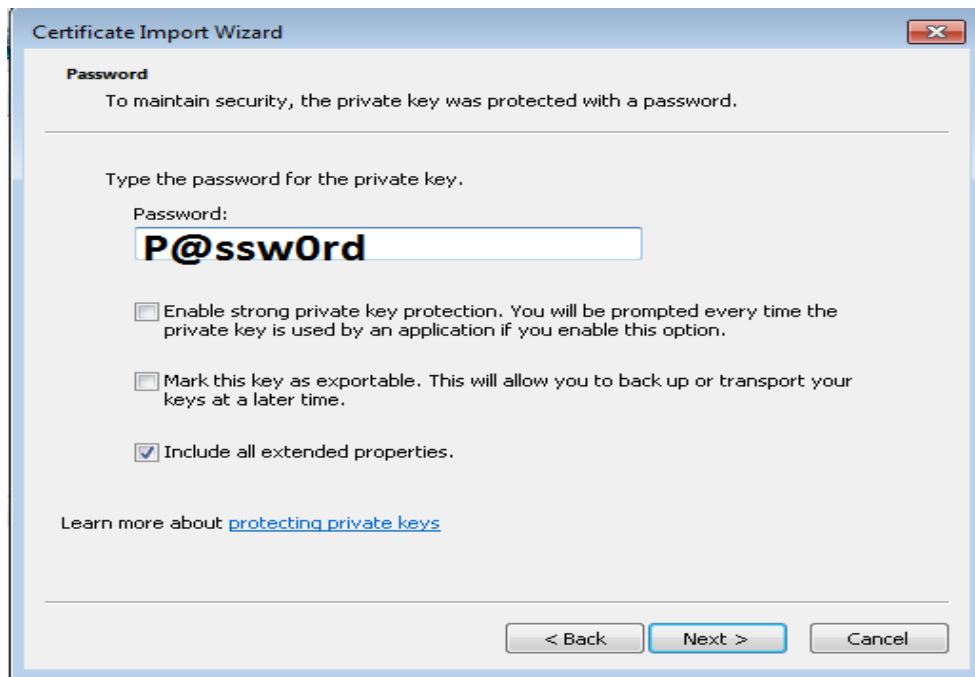 Certificate Import Wizard
Password
To maintain security, the private key was protected with a password.
Type the password for the private key.
Password:
P@ssw0rd
Enable strong private key protection. You will be prompted every time the
private key is used by an application if you enable this option.
Mark this key as exportable. This will allow you to back up or transport your
keys at a later time.
Include all extended properties.
Learn more about protecting private keys
< Back Next > Cancel